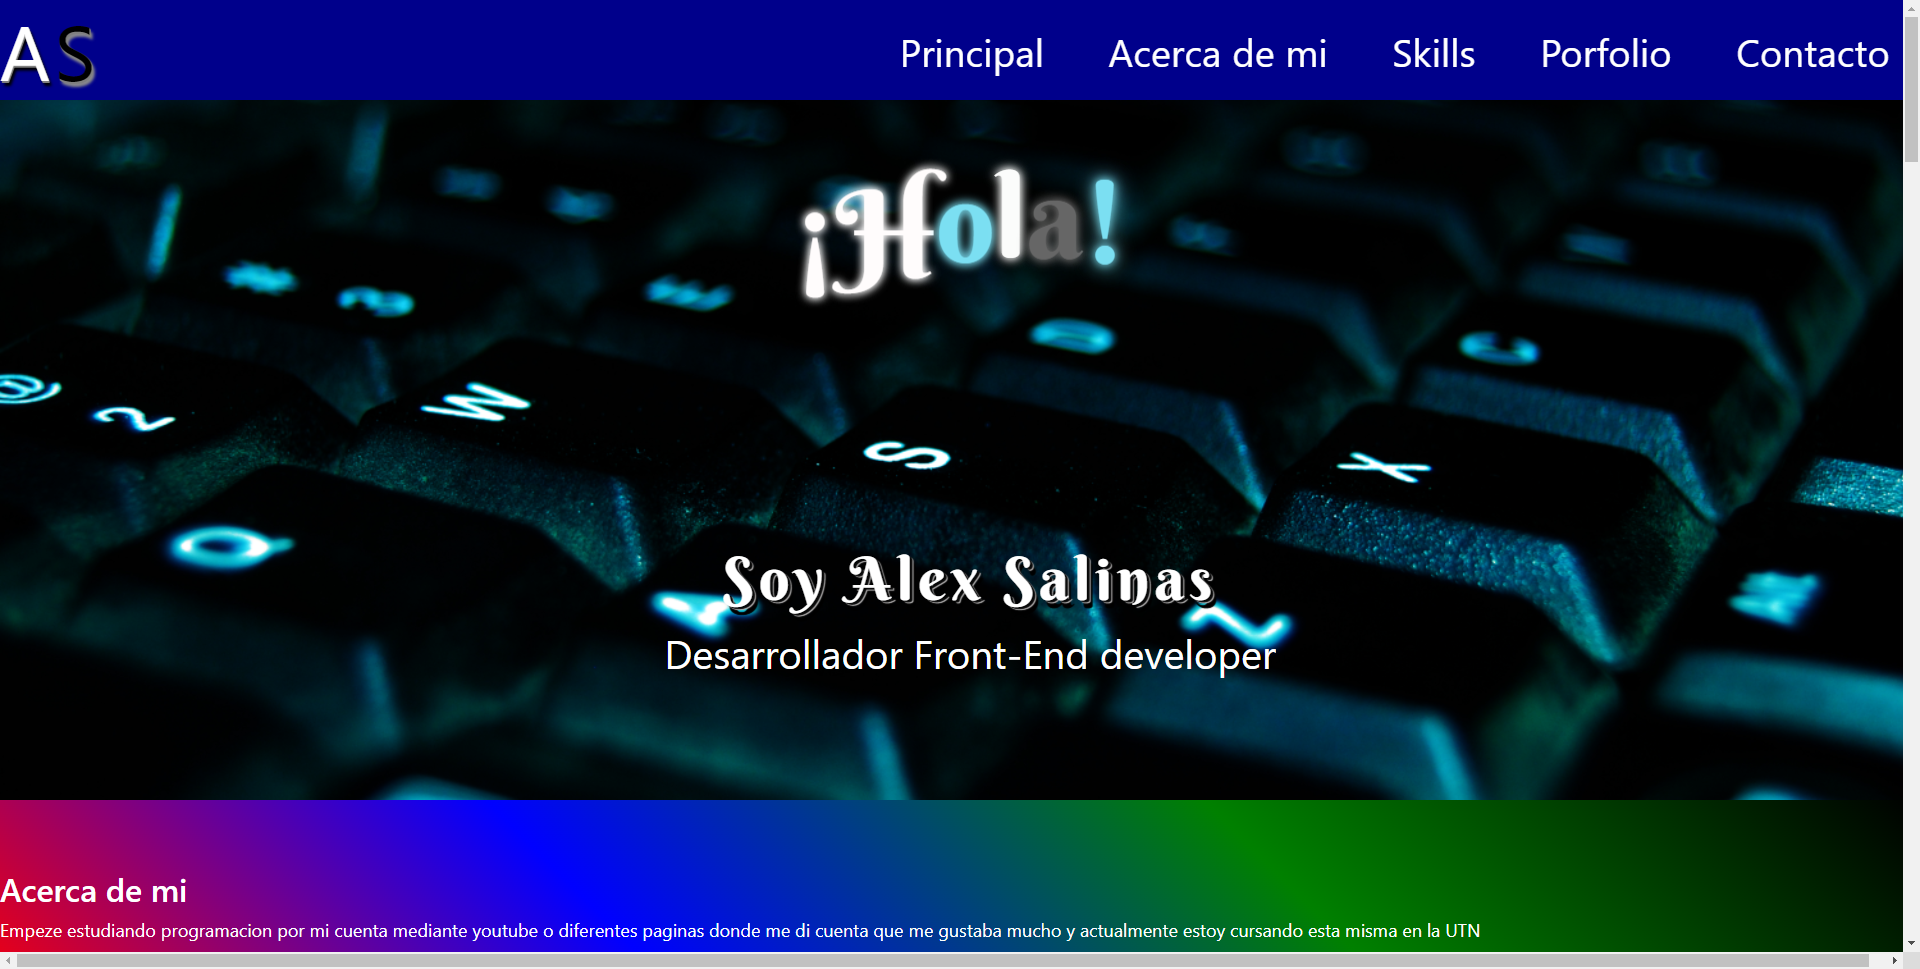 AS
Principal Acerca de mi Skills Porfolio Contacto
¡Hola!
# 3 E D C
@ 2 W S X
Q A Z
Soy Alex Salinas
Desarrollador Front-End developer
Acerca de mi
Empeze estudiando programacion por mi cuenta mediante youtube o diferentes paginas donde me di cuenta que me gustaba mucho y actualmente estoy cursando esta misma en la UTN